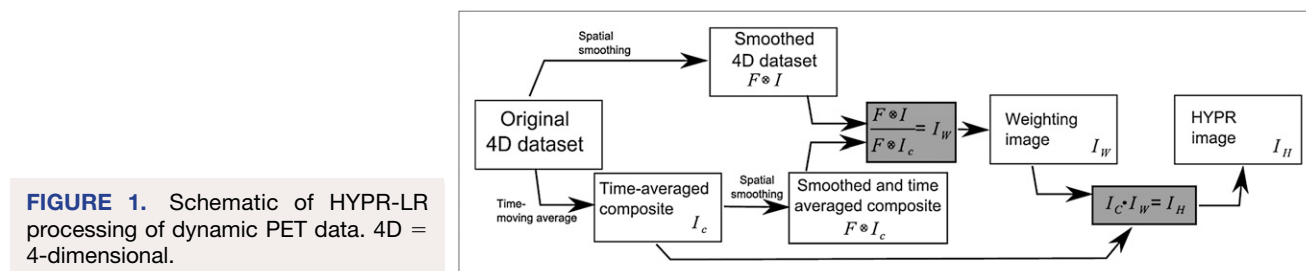 FIGURE 1. Schematic of HYPR-LR
processing of dynamic PET data. 4D =
4-dimensional.
Spatial
smoothing
Smoothed
4D dataset
F⊗I
Original
4D dataset
F⊗I
F⊗I_c
= I_W
Weighting
image
I_W
HYPR
image
I_H
Time-
moving average
Time-averaged
composite
I_c
Spatial
smoothing
Smoothed and time
averaged composite
F⊗I_c
I_C•I_W=I_H